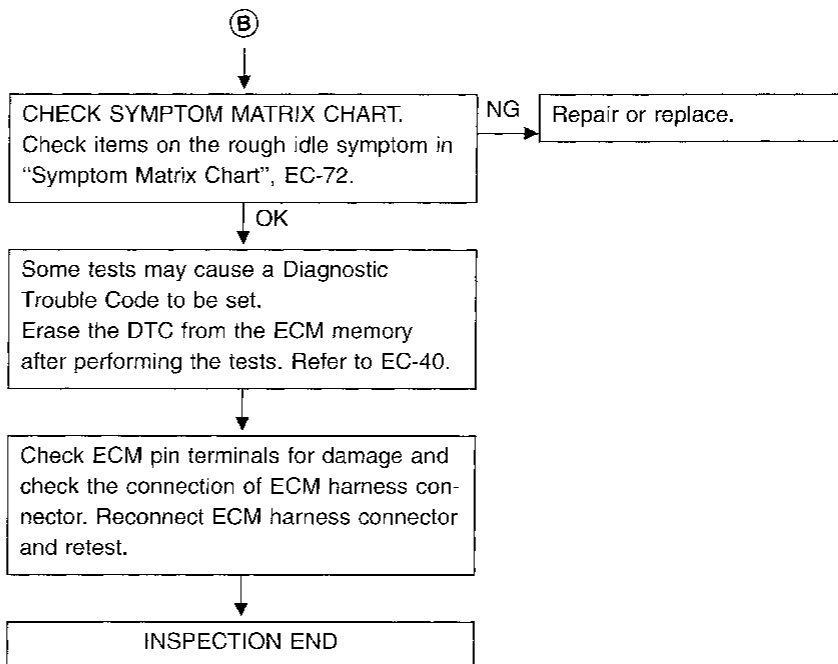 B
CHECK SYMPTOM MATRIX CHART.
NG
Repair or replace.
Check items on the rough idle symptom in
“Symptom Matrix Chart”, EC-72.
OK
Some tests may cause a Diagnostic
Trouble Code to be set.
Erase the DTC from the ECM memory
after performing the tests. Refer to EC-40.
Check ECM pin terminals for damage and
check the connection of ECM harness con-
nector. Reconnect ECM harness connector
and retest.
INSPECTION END